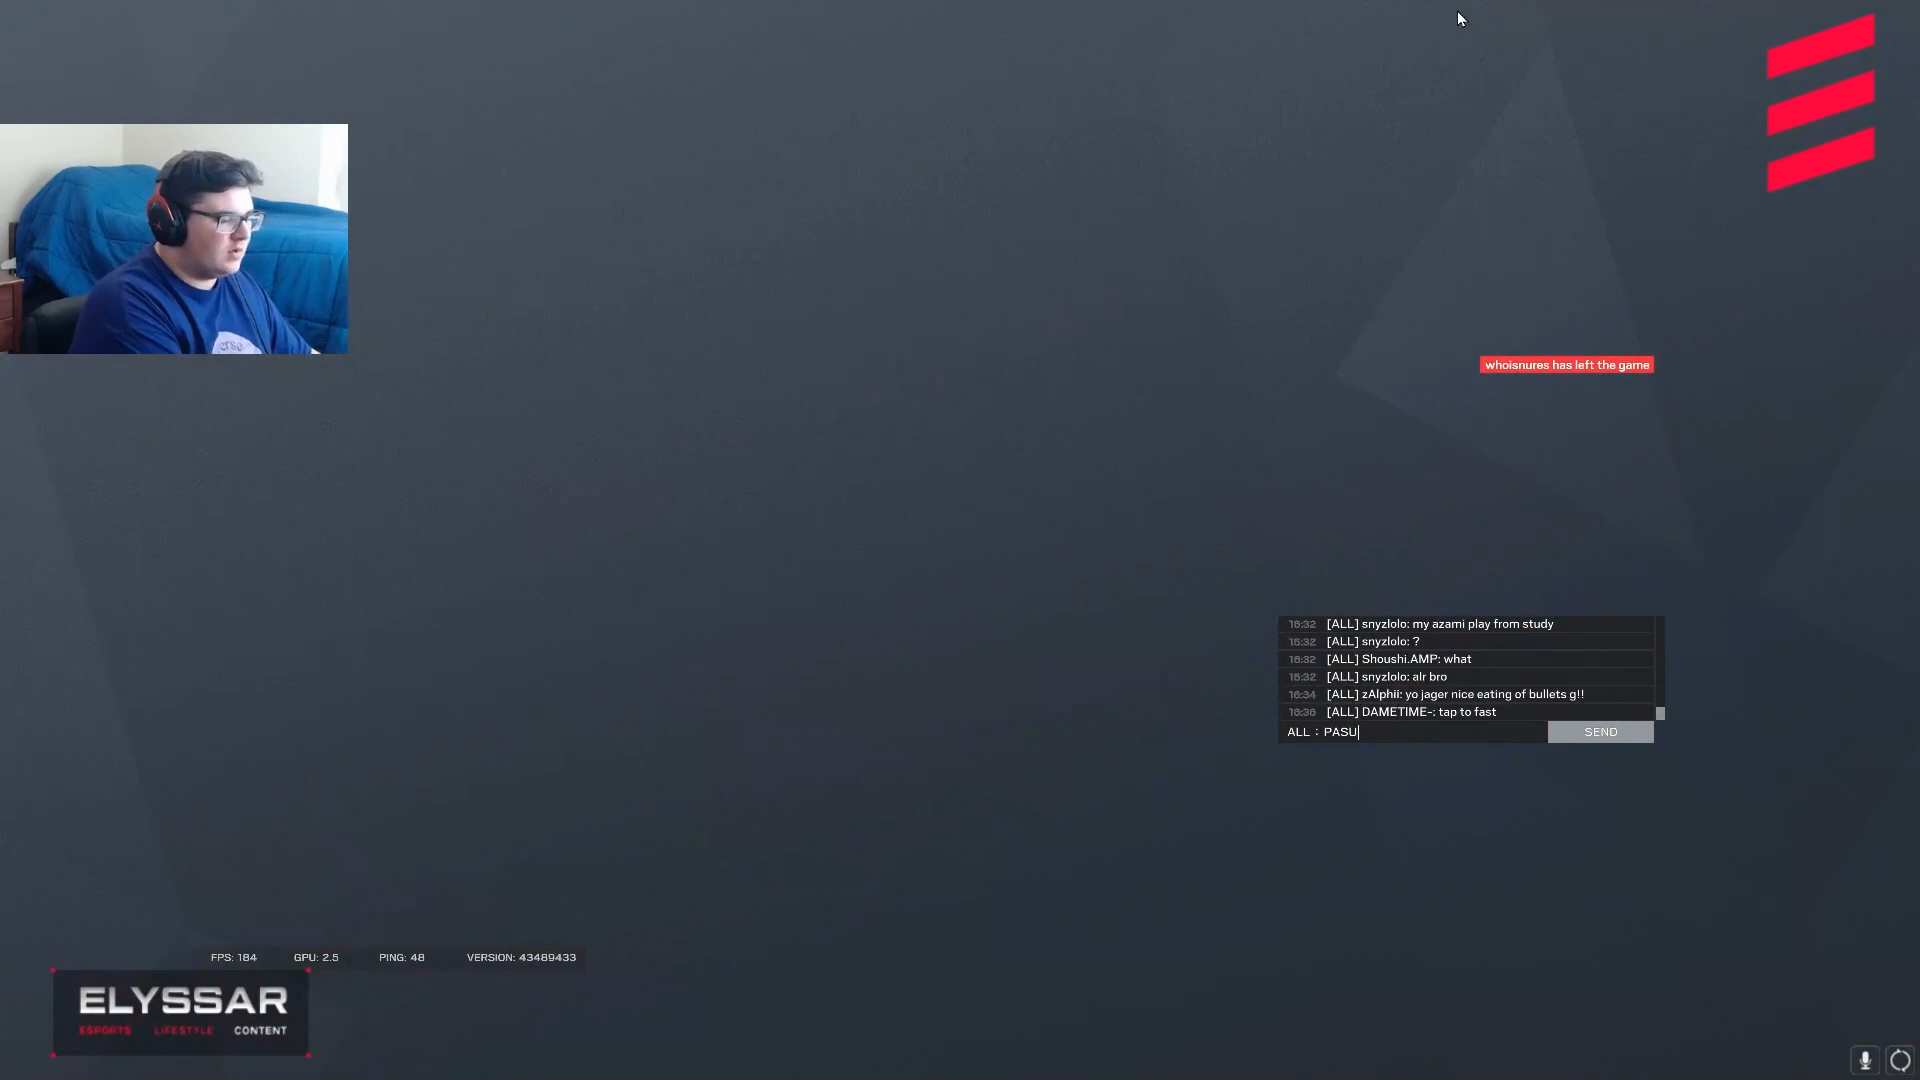 erse
whoisnures has left the game
16:32 [ALL] snyzlolo: my azami play from study
16:32 [ALL] snyzlolo: ?
16:32 [ALL] Shoushi.AMP: what
16:32 [ALL] snyzlolo: alr bro
16:34 [ALL] zAlphii: yo jager nice eating of bullets g!!
16:36 [ALL] DAMETIME-: tap to fast
ALL : PASU
SEND
FPS: 184 GPU: 2.5 PING: 48 VERSION: 43489433
ELYSSAR
ESPORTS LIFESTYLE CONTENT